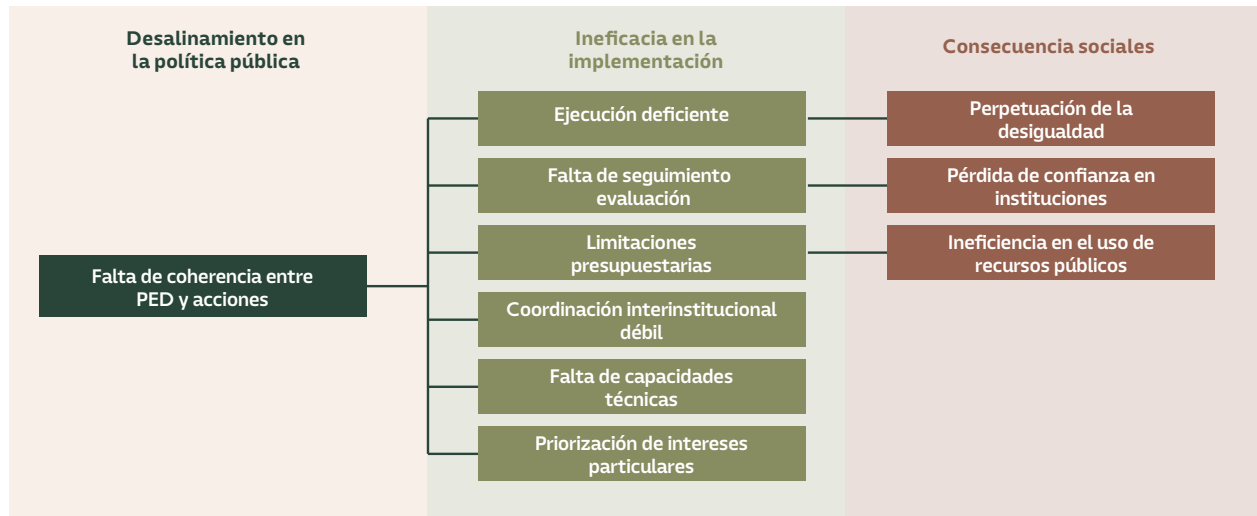 Desalinamiento en
la política pública
Falta de coherencia entre
PED y acciones
Ineficacia en la
implementación
Ejecución deficiente
Falta de seguimiento
evaluación
Limitaciones
presupuestarias
Coordinación interinstitucional
débil
Falta de capacidades
técnicas
Priorización de intereses
particulares
Consecuencia sociales
Perpetuación de la
desigualdad
Pérdida de confianza en
instituciones
Ineficiencia en el uso de
recursos públicos